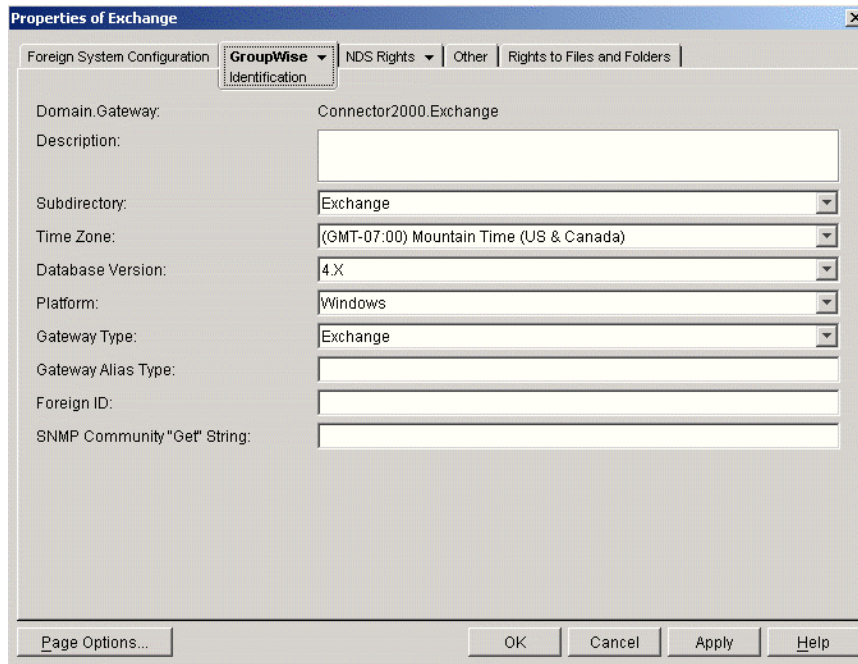 Properties of Exchange
Foreign System Configuration GroupWise NDS Rights Other Rights to Files and Folders
Identification
Domain.Gateway: Connector2000.Exchange
Description:
Subdirectory: Exchange
Time Zone: (GMT-07:00) Mountain Time (US & Canada)
Database Version: 4.X
Platform: Windows
Gateway Type: Exchange
Gateway Alias Type:
Foreign ID:
SNMP Community "Get" String:
Page Options... OK Cancel Apply Help